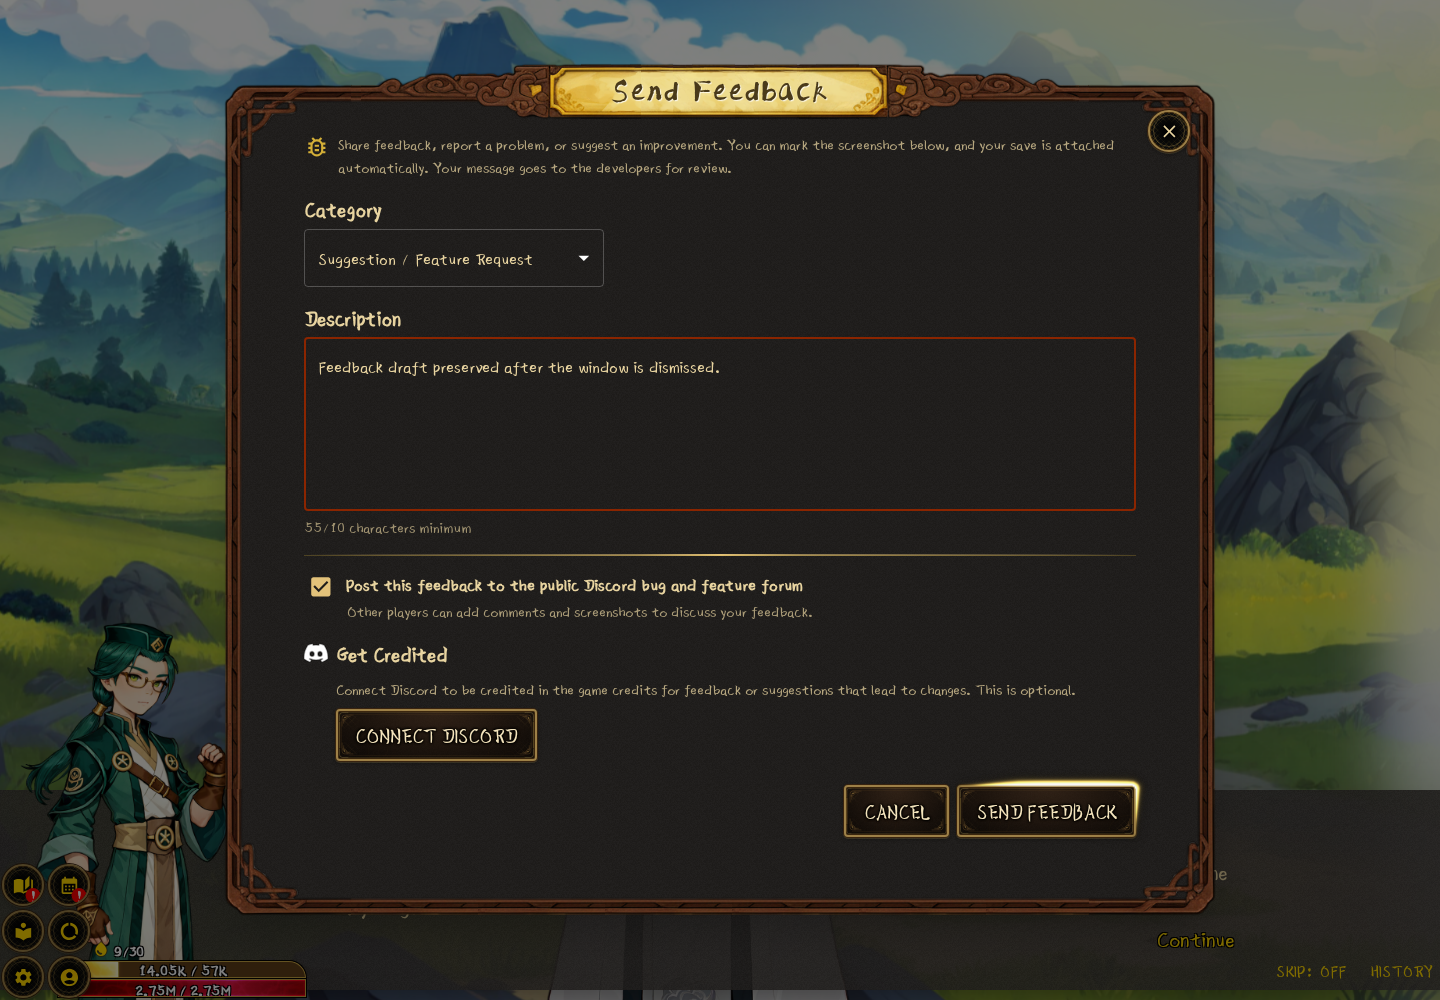 Send Feedback
Share feedback, report a problem, or suggest an improvement. You can mark the screenshot below, and your save is attached
automatically. Your message goes to the developers for review.
Category
Suggestion / Feature Request
Description
Feedback draft preserved after the window is dismissed.
55/10 characters minimum
Post this feedback to the public Discord bug and feature forum
Other players can add comments and screenshots to discuss your feedback.
Get Credited
Connect Discord to be credited in the game credits for feedback or suggestions that lead to changes. This is optional.
CONNECT DISCORD
CANCEL
SEND FEEDBACK
Continue
9/30
14.05K / 57K
SKIP: OFF
HISTORY
2.75M / 2.75M